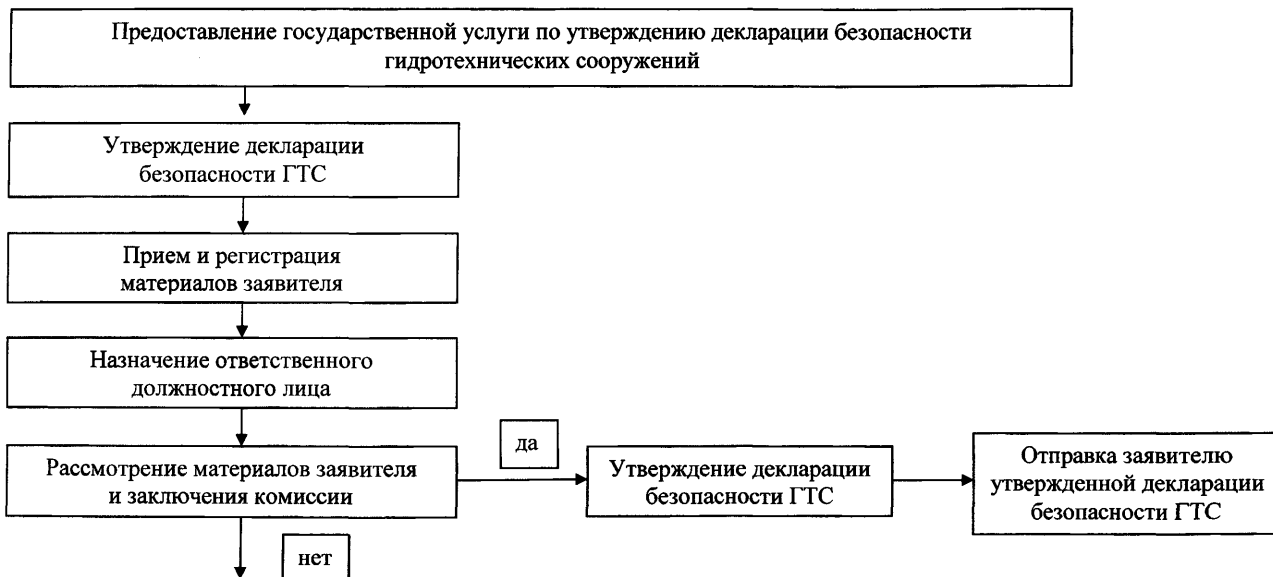 Предоставление государственной услуги по утверждению декларации безопасности
гидротехнических сооружений
Утверждение декларации
безопасности ГТС
Прием и регистрация
материалов заявителя
Назначение ответственного
должностного лица
Рассмотрение материалов заявителя
и заключения комиссии
да
Утверждение декларации
безопасности ГТС
Отправка заявителю
утвержденной декларации
безопасности ГТС
нет